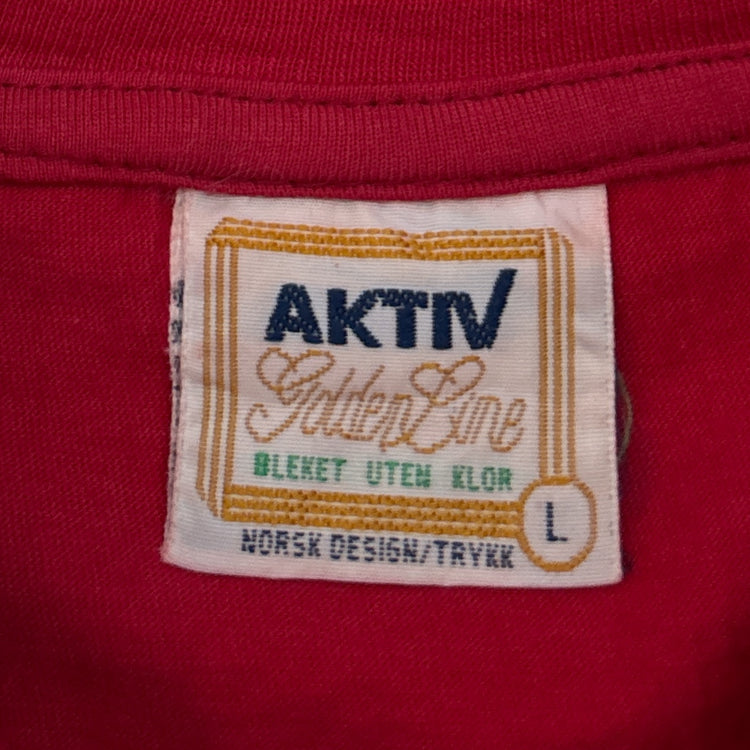 AKTIV
Golden Line
BLEKET UTEN KLOR
L
NORSK DESIGN/TRYKK